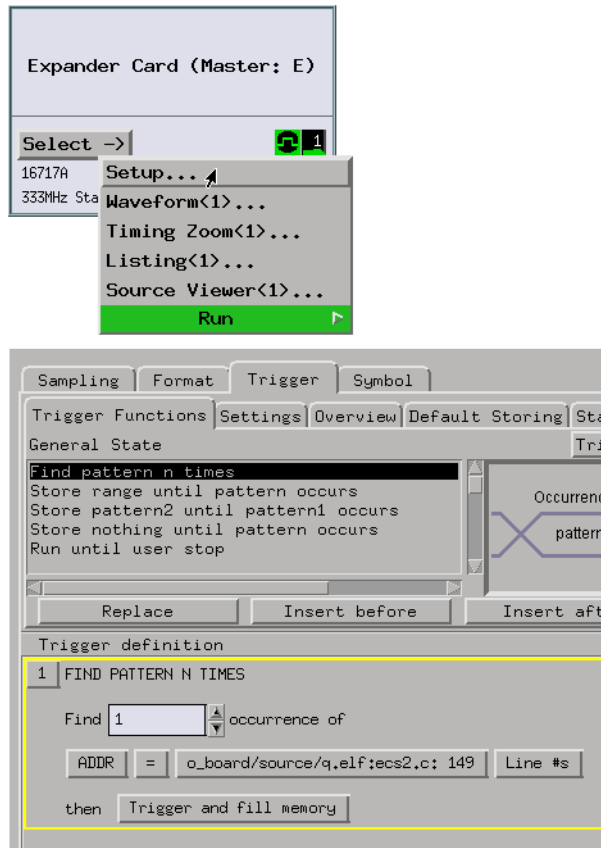 Expander Card (Master: E)
Select ->
1
16717A
333MHz Sta
Setup...
Waveform<1>...
Timing Zoom<1>...
Listing<1>...
Source Viewer<1>...
Run
Sampling Format Trigger Symbol
Trigger Functions Settings Overview Default Storing Sta
General State Tri
Find pattern n times
Store range until pattern occurs
Store pattern2 until pattern1 occurs
Store nothing until pattern occurs
Run until user stop
Occurrenc
pattern
Replace Insert before Insert aft
Trigger definition
1 FIND PATTERN N TIMES
Find 1 occurrence of
ADDR = o_board/source/q.elf:ecs2.c: 149 Line #s
then Trigger and fill memory